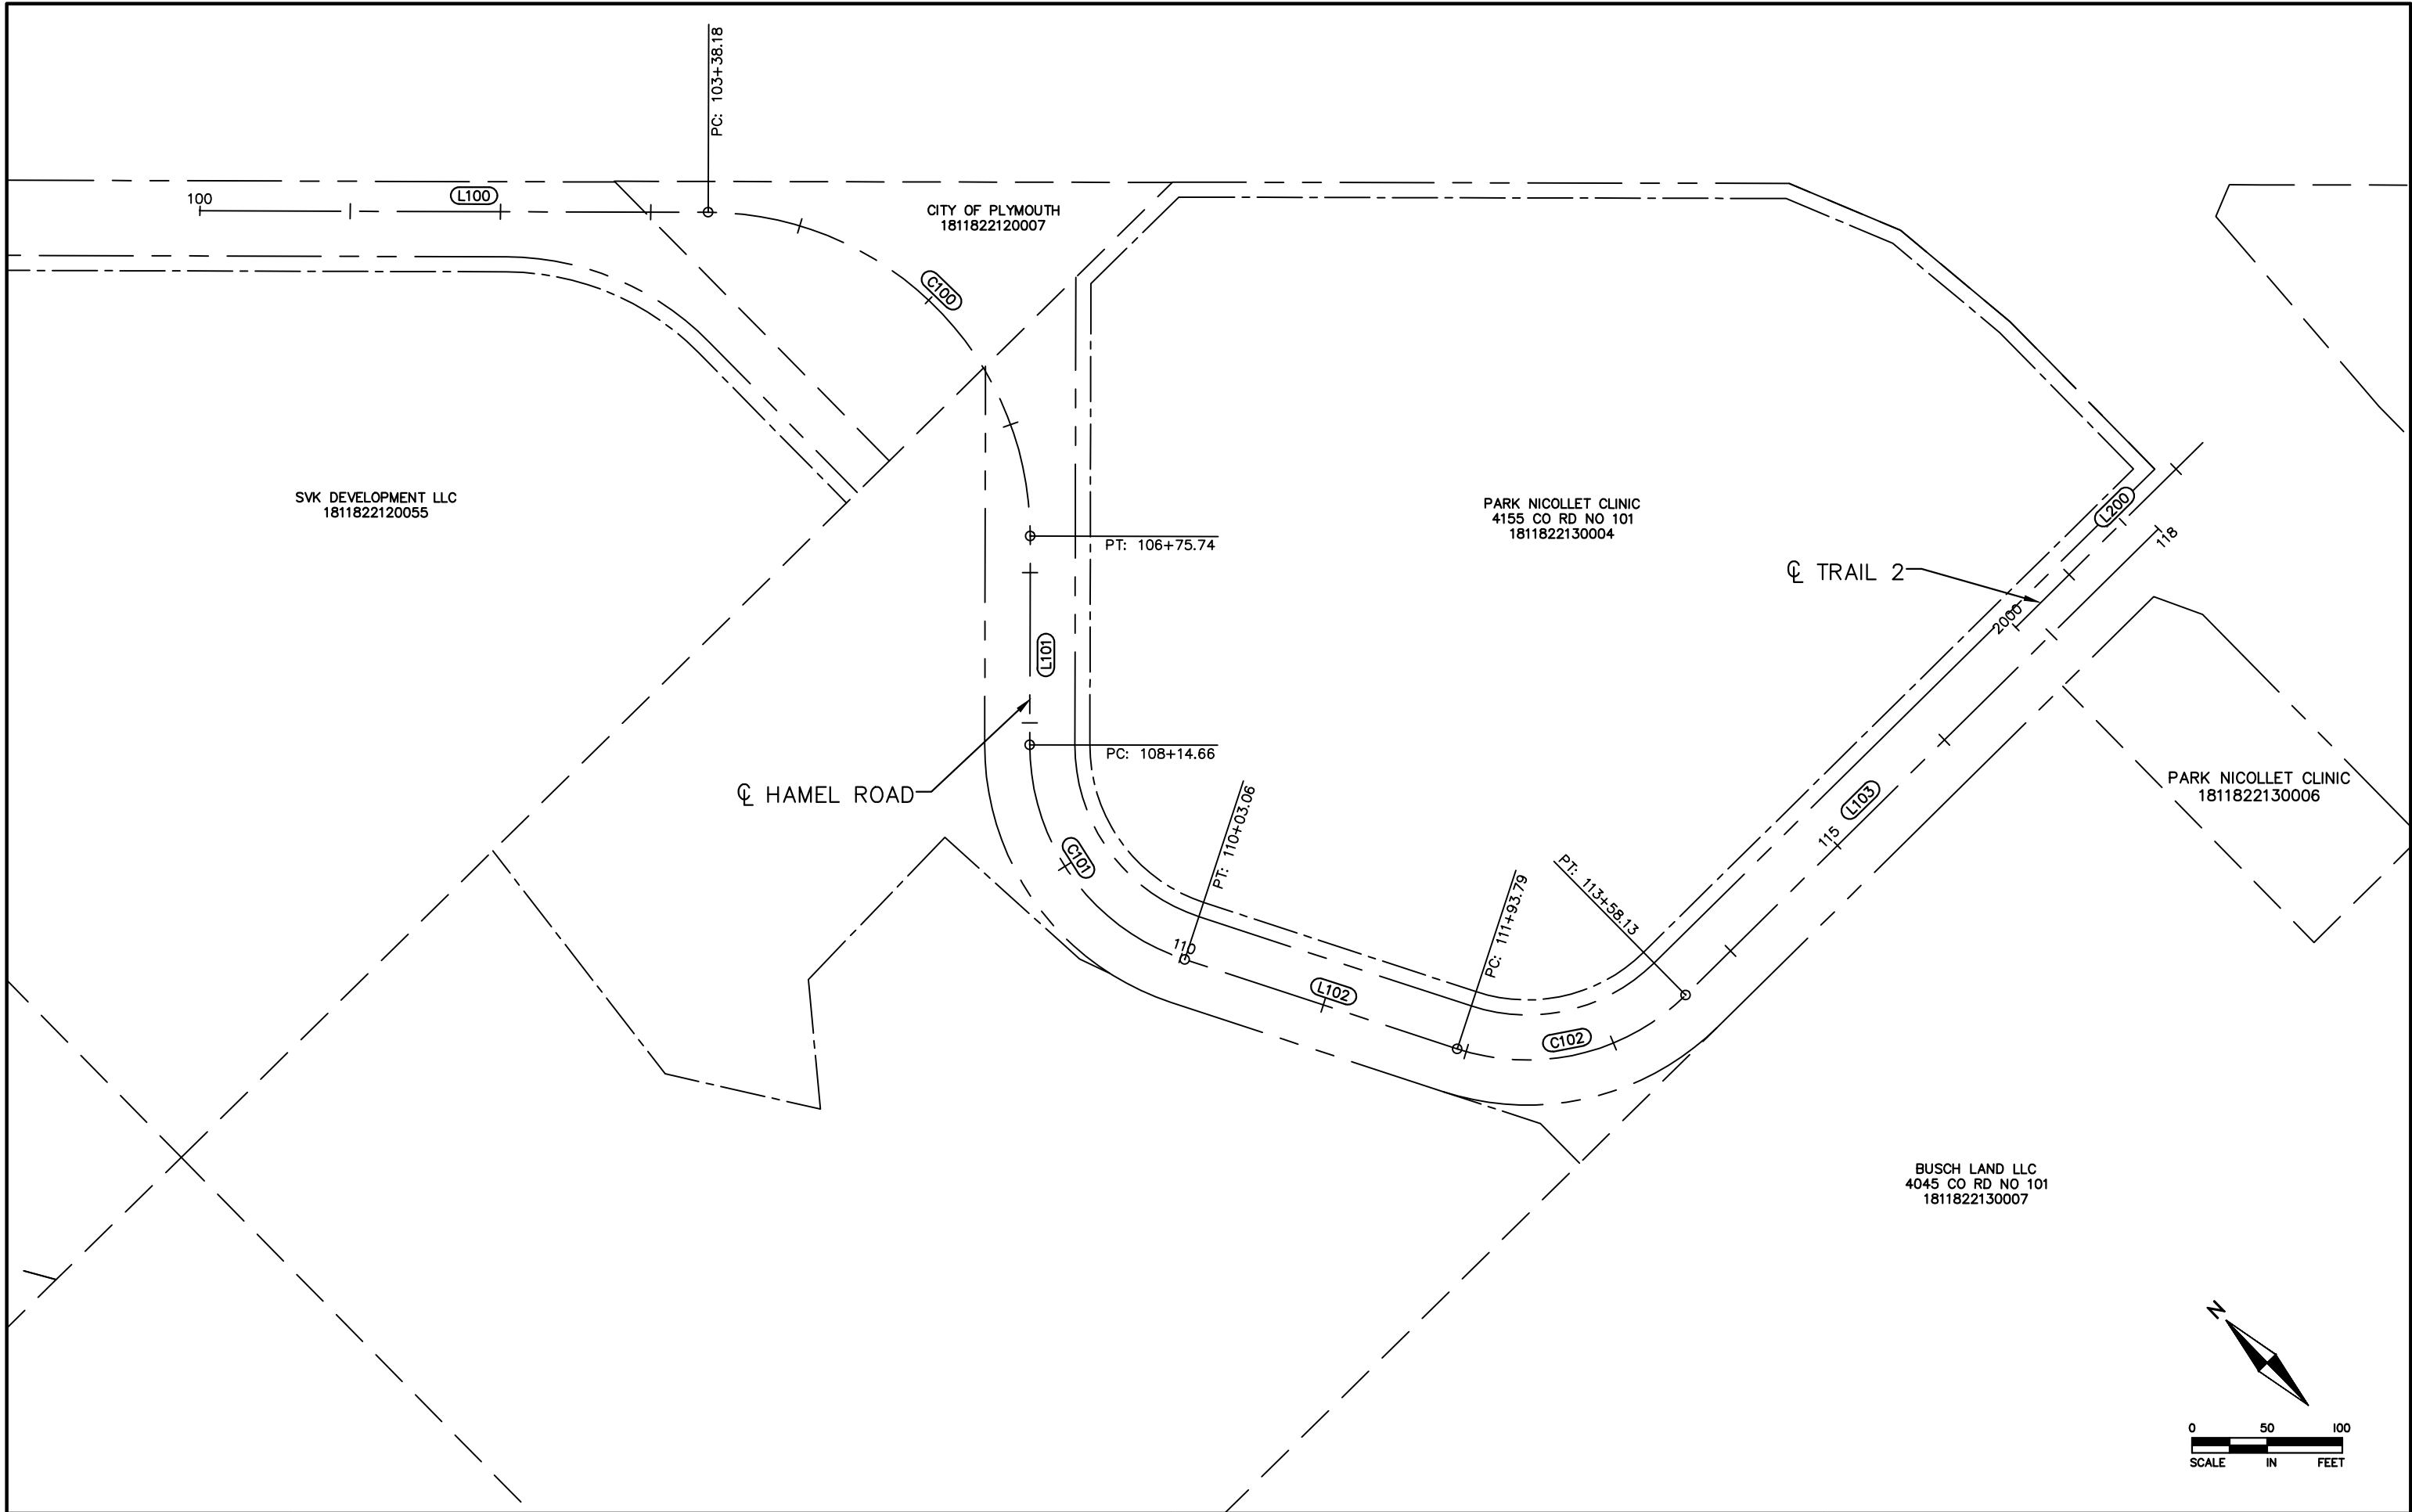 PC: 103+38.18
100
L100
CITY OF PLYMOUTH
1811822120007
C100
SVK DEVELOPMENT LLC
1811822120055
PARK NICOLLET CLINIC
4155 CO RD NO 101
1811822130004
L200
118
PT: 106+75.74
℄ TRAIL 2
2000
L101
PC: 108+14.66
℄ HAMEL ROAD
PARK NICOLLET CLINIC
1811822130006
L103
115
PT: 110+03.06
C101
PC: 111+93.79
PT: 113+58.13
110
L102
C102
BUSCH LAND LLC
4045 CO RD NO 101
1811822130007
N
0 50 100
SCALE IN FEET